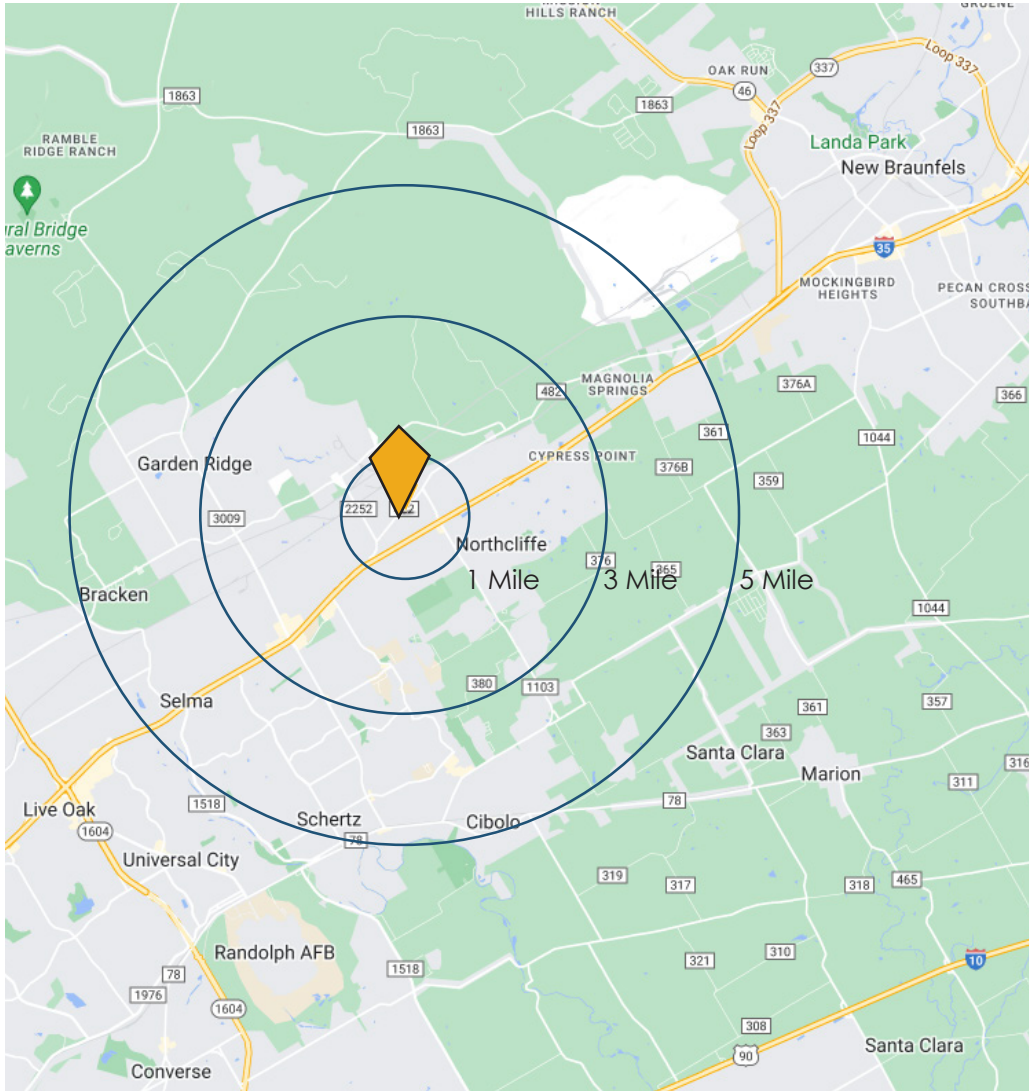 HILLS RANCH
GRUENE
Loop 337
OAK RUN
337
46
1863
1863
1863
Loop 337
RAMBLE
RIDGE RANCH
Landa Park
New Braunfels
ural Bridge
averns
35
MOCKINGBIRD
HEIGHTS
PECAN CROSS
SOUTHBA
MAGNOLIA
SPRINGS
482
376A
366
361
1044
CYPRESS POINT
376B
359
Garden Ridge
2252
3009
Northcliffe
376
365
1 Mile
3 Mile
5 Mile
Bracken
1044
380
1103
Selma
361
357
363
Santa Clara
Marion
316
311
1518
78
Live Oak
Schertz
Cibolo
1604
78
Universal City
319
317
318
465
Randolph AFB
321
310
10
78
1518
1976
1604
308
90
Santa Clara
Converse